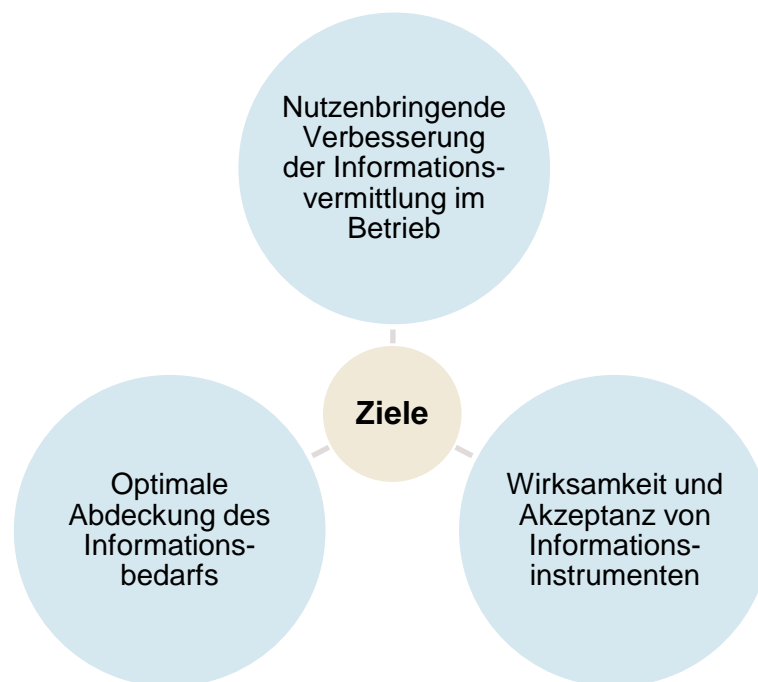 Nutzenbringende
Verbesserung
der Informations-
vermittlung im
Betrieb
Ziele
Optimale
Abdeckung des
Informations-
bedarfs
Wirksamkeit und
Akzeptanz von
Informations-
instrumenten